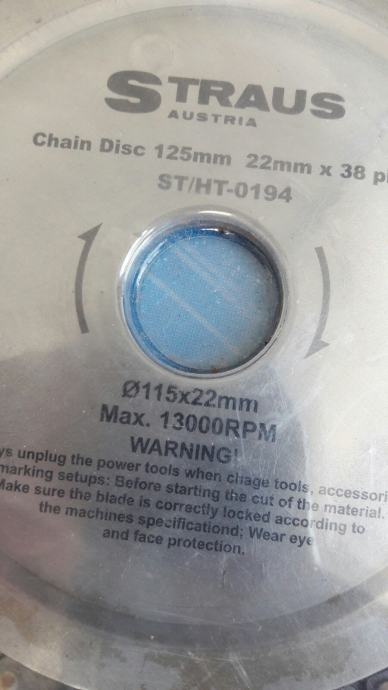 STRAUS
AUSTRIA
Chain Disc 125mm 22mm x 38
ST/HT-0194
Ø115x22mm
Max. 13000RPM
WARNING!
unplug the power tools when chage tools,
marking setups: Before starting the cut of the material.
Make sure the blade is correctly locked according to
the machines specificationd; Wear eye
and face protection.